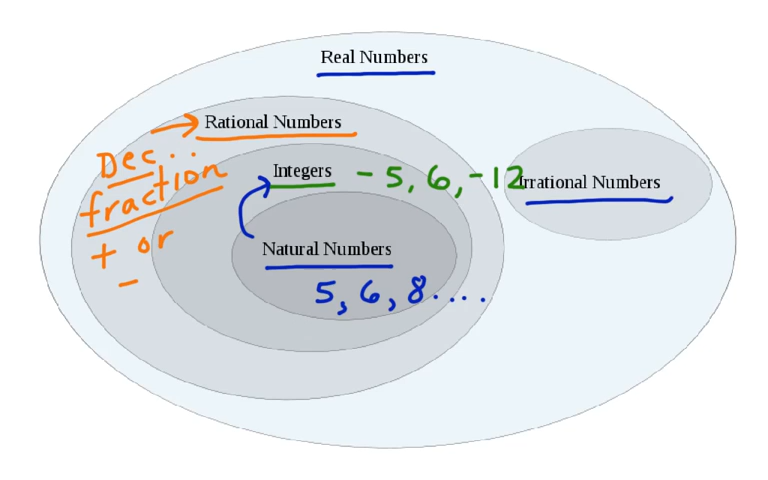 Real Numbers
Rational Numbers
Dec...
fraction
+ or
-
Integers -5, 6, -12
Irrational Numbers
Natural Numbers
5, 6, 8....